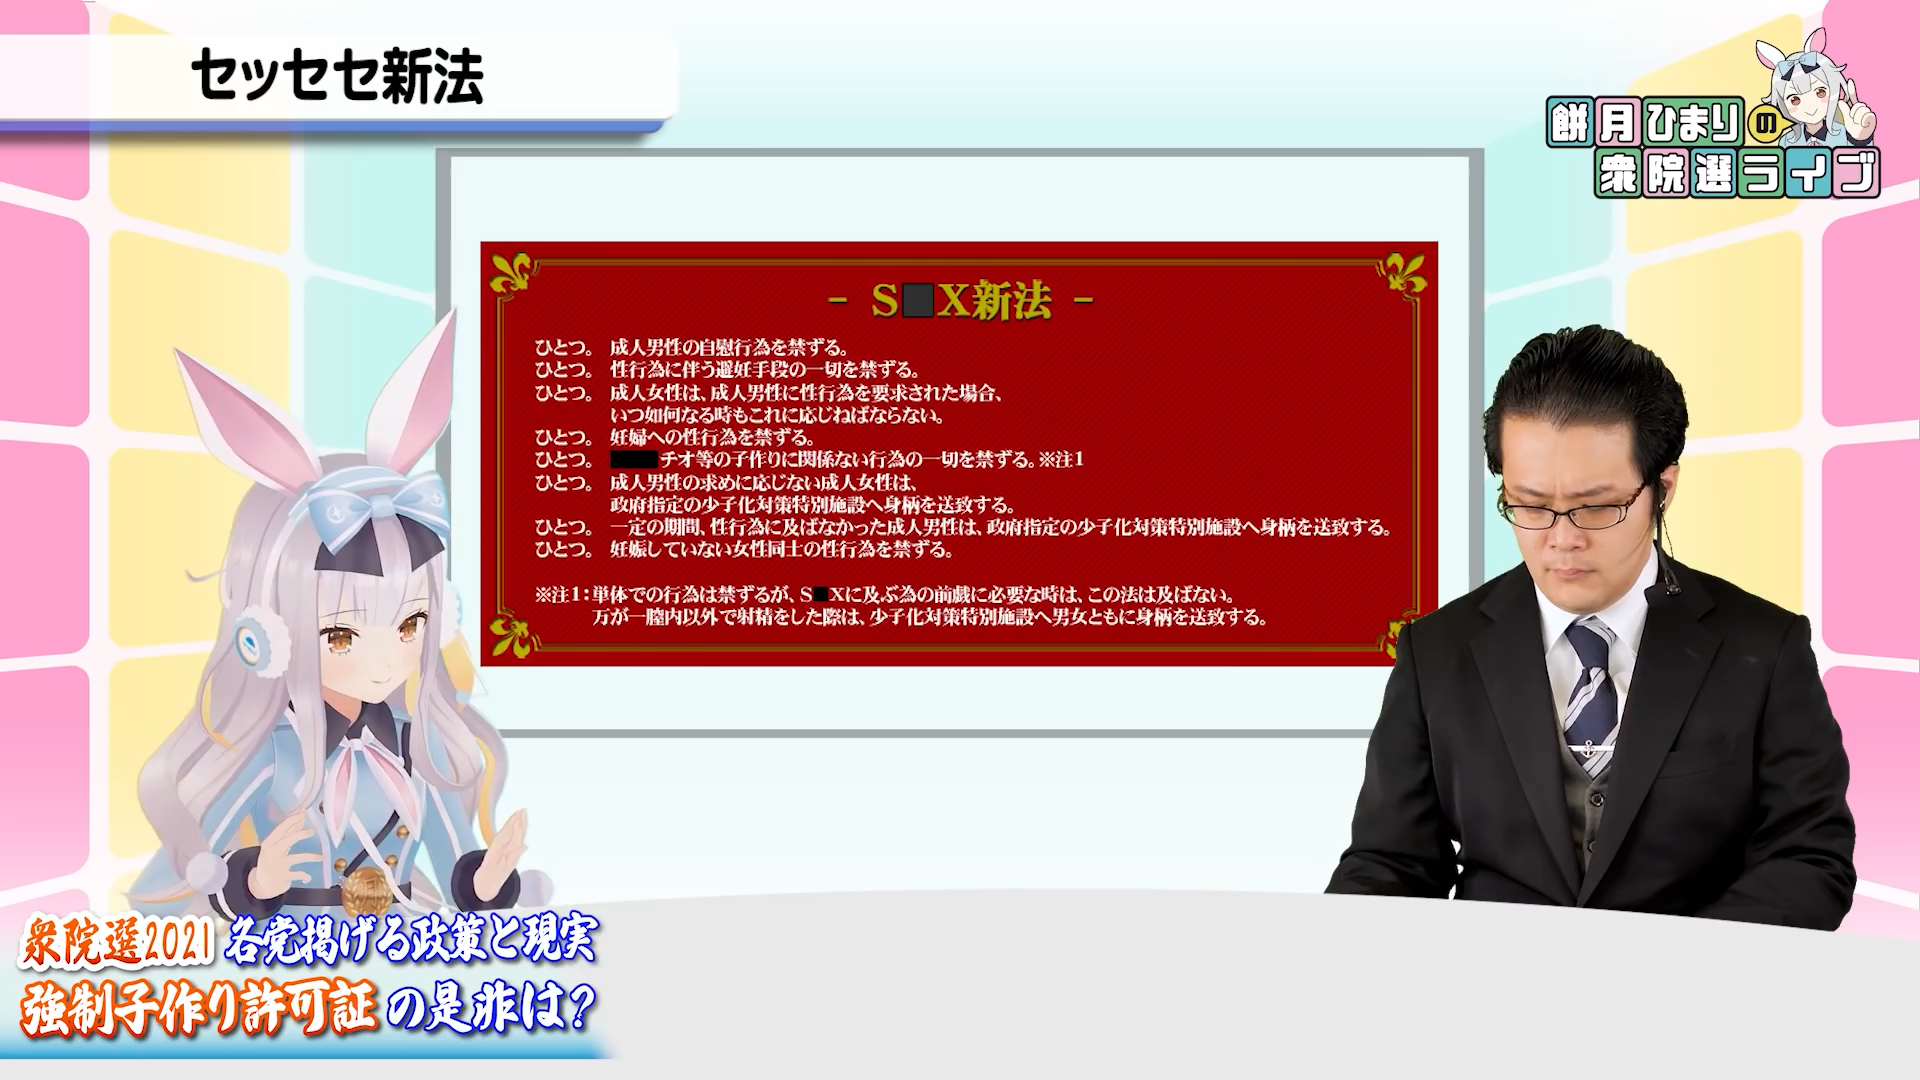 セッセセ新法
餅月ひまりの
衆院選ライブ
－ S■X新法 －
ひとつ。 成人男性の自慰行為を禁ずる。
ひとつ。 性行為に伴う避妊手段の一切を禁ずる。
ひとつ。 成人女性は、成人男性に性行為を要求された場合、
いつ如何なる時もこれに応じねばならない。
ひとつ。 妊婦への性行為を禁ずる。
ひとつ。 ■■チオ等の子作りに関係ない行為の一切を禁ずる。※注1
ひとつ。 成人男性の求めに応じない成人女性は、
政府指定の少子化対策特別施設へ身柄を送致する。
ひとつ。 一定の期間、性行為に及ばなかった成人男性は、政府指定の少子化対策特別施設へ身柄を送致する。
ひとつ。 妊娠していない女性同士の性行為を禁ずる。
※注1：単体での行為は禁ずるが、S■Xに及ぶ為の前戯に必要な時は、この法は及ばない。
万が一膣内以外で射精をした際は、少子化対策特別施設へ男女ともに身柄を送致する。
衆院選2021 各党掲げる政策と現実
強制子作り許可証の是非は？